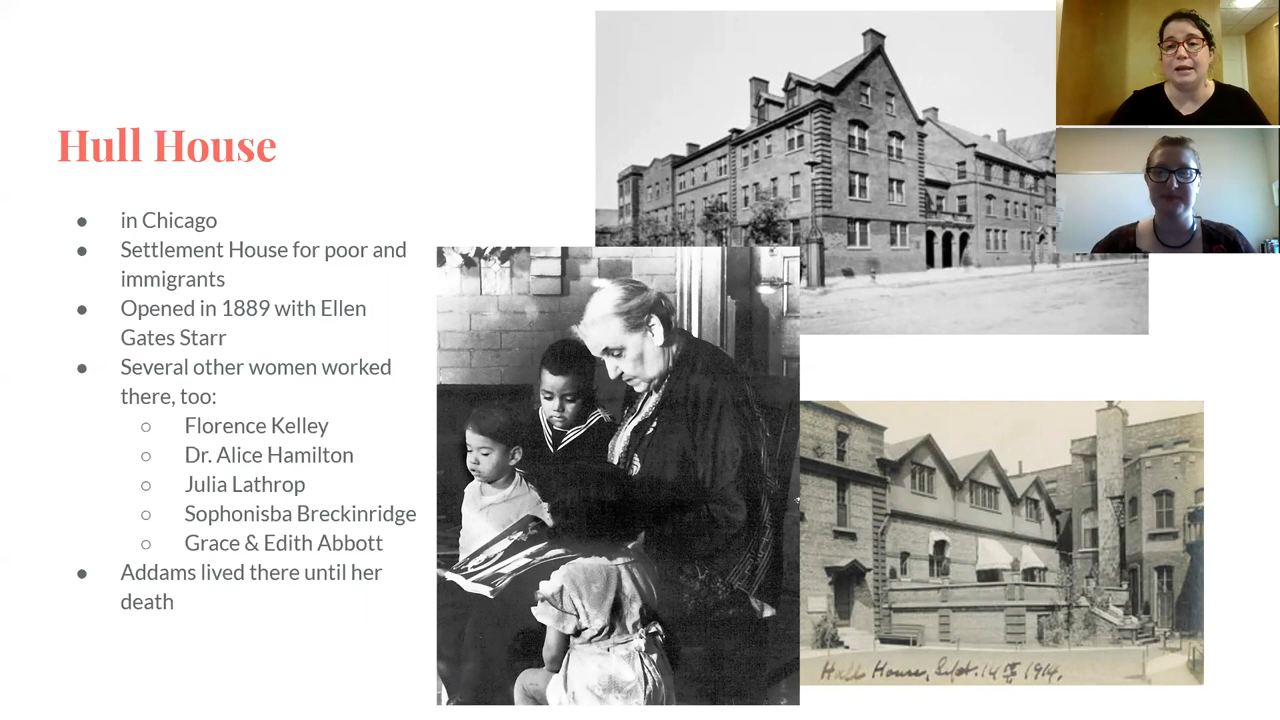 Hull House
● in Chicago
● Settlement House for poor and
immigrants
● Opened in 1889 with Ellen
Gates Starr
● Several other women worked
there, too:
○ Florence Kelley
○ Dr. Alice Hamilton
○ Julia Lathrop
○ Sophonisba Breckinridge
○ Grace & Edith Abbott
● Addams lived there until her
death
Hull House, Sept. 14th 1914.